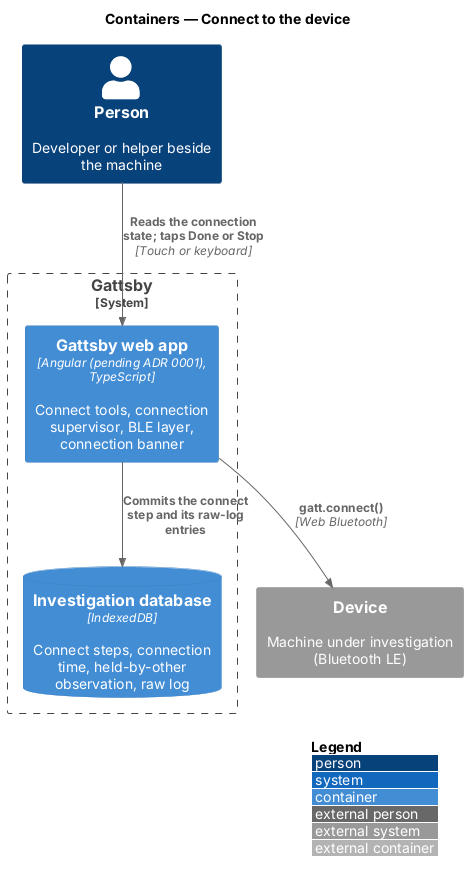 Containers — Connect to the device
Person
Developer or helper beside
the machine
Reads the connection
state; taps Done or Stop
[Touch or keyboard]
Gattsby
[System]
Gattsby web app
[Angular (pending ADR 0001),
TypeScript]
Connect tools, connection
supervisor, BLE layer,
connection banner
Commits the connect
step and its raw-log
entries
gatt.connect()
[Web Bluetooth]
Investigation database
[IndexedDB]
Connect steps, connection
time, held-by-other
observation, raw log
Device
Machine under investigation
(Bluetooth LE)
Legend
person
system
container
external person
external system
external container